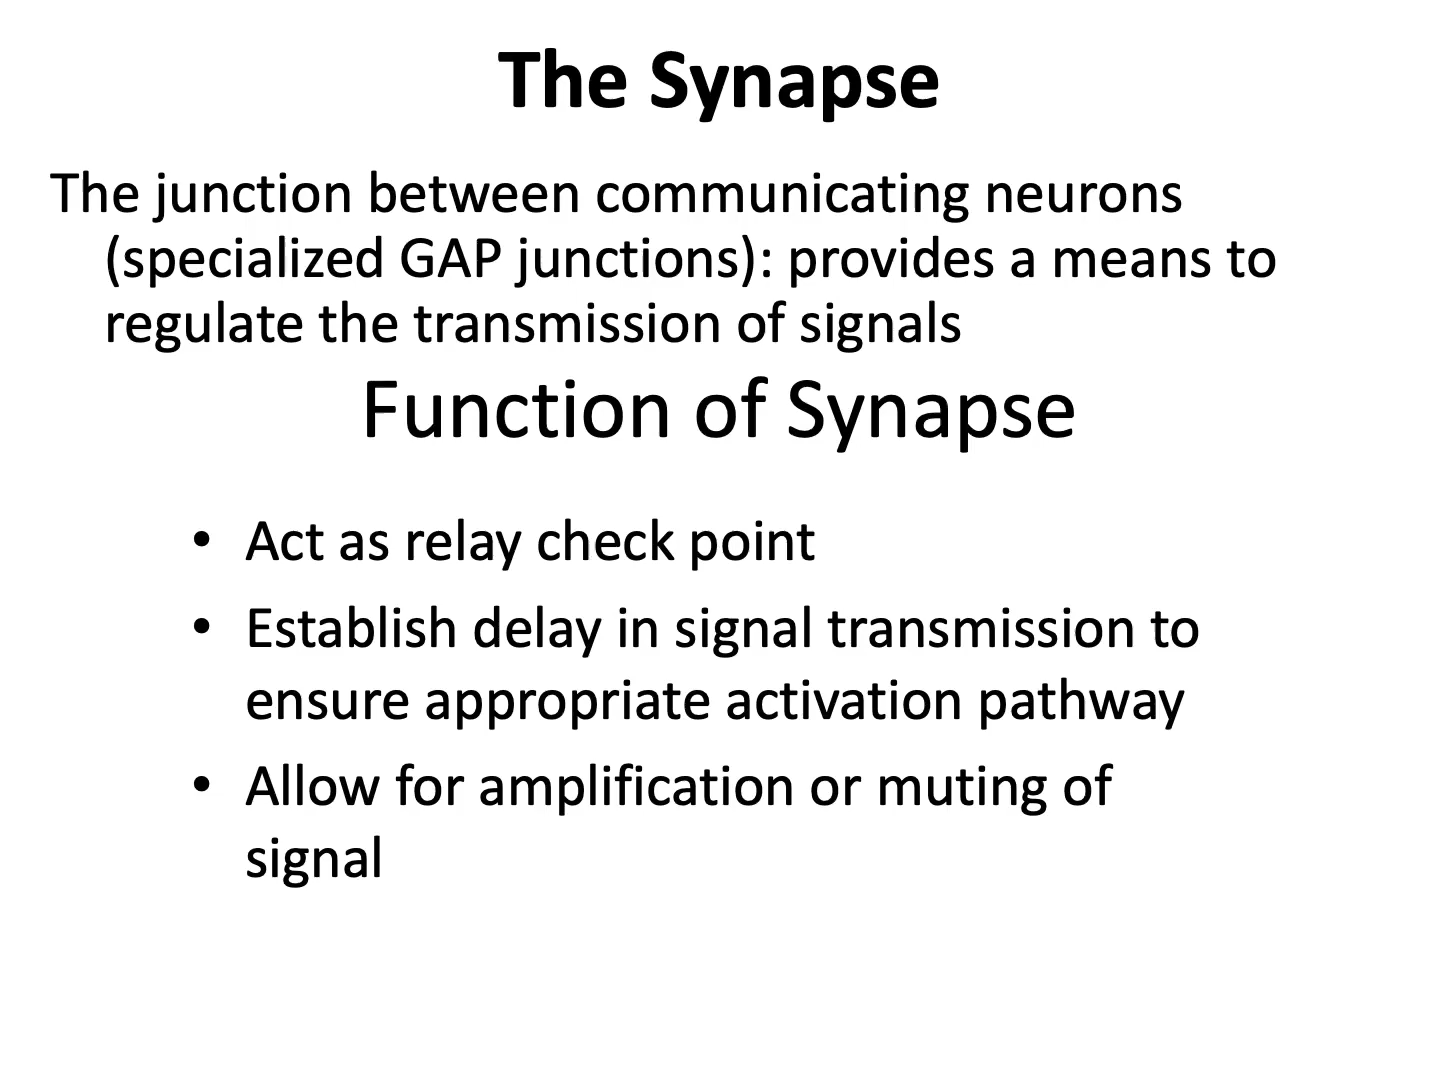 The Synapse
The junction between communicating neurons
(specialized GAP junctions): provides a means to
regulate the transmission of signals
Function of Synapse
• Act as relay check point
• Establish delay in signal transmission to
ensure appropriate activation pathway
• Allow for amplification or muting of
signal